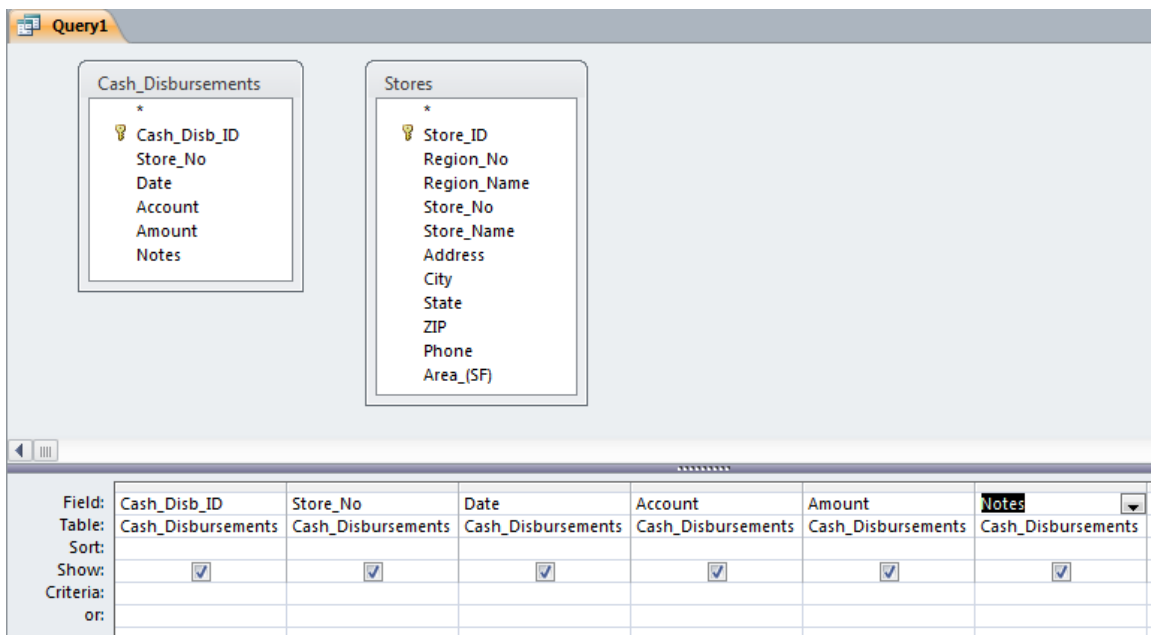 Query1
Cash_Disbursements
*
Cash_Disb_ID
Store_No
Date
Account
Amount
Notes
Stores
*
Store_ID
Region_No
Region_Name
Store_No
Store_Name
Address
City
State
ZIP
Phone
Area_(SF)
Field: Cash_Disb_ID Store_No Date Account Amount Notes
Table: Cash_Disbursements Cash_Disbursements Cash_Disbursements Cash_Disbursements Cash_Disbursements Cash_Disbursements
Sort:
Show:
Criteria:
or: